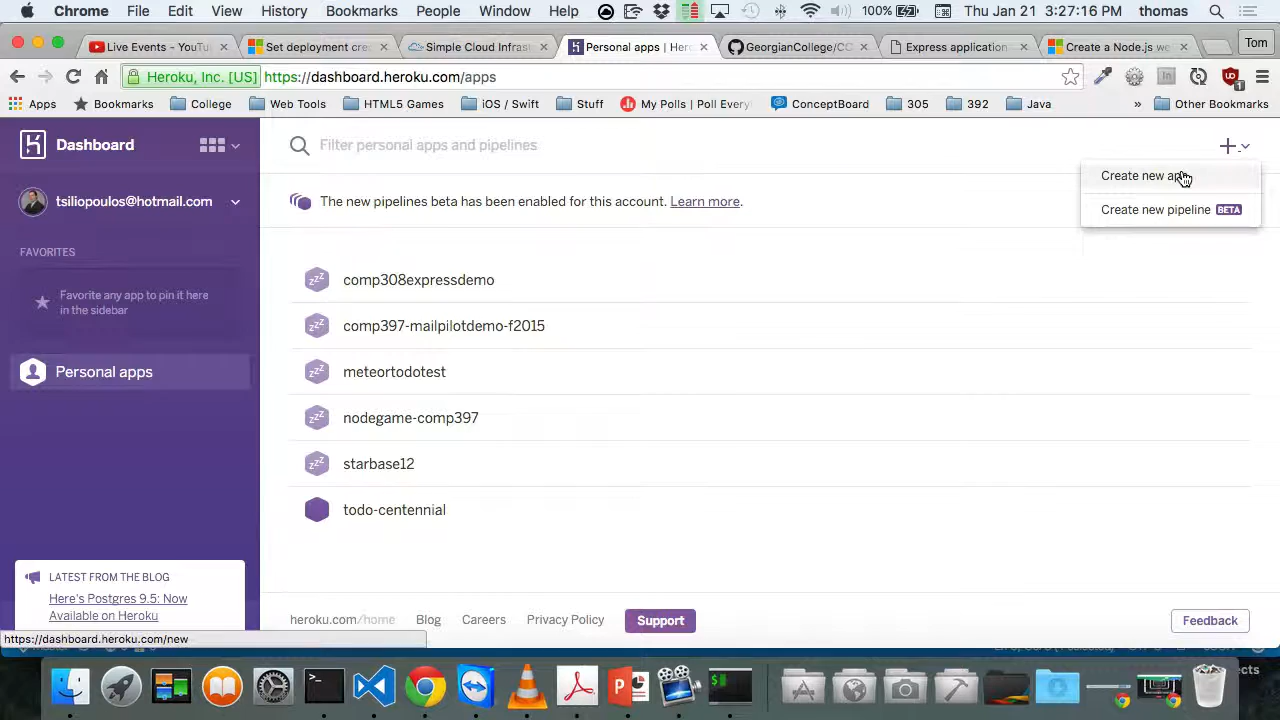 Chrome File Edit View History Bookmarks People Window Help 100% Thu Jan 21 3:27:16 PM thomas
Live Events - YouTu
Set deployment crede
Simple Cloud Infrast
Personal apps | Hero
GeorgianCollege/CO
Express application
Create a Node.js we
Tom
Heroku, Inc. [US] https://dashboard.heroku.com/apps
Apps Bookmarks College Web Tools HTML5 Games iOS / Swift Stuff My Polls | Poll Every ConceptBoard 305 392 Java » Other Bookmarks
Dashboard
Filter personal apps and pipelines
Create new app
tsiliopoulos@hotmail.com
The new pipelines beta has been enabled for this account. Learn more.
Create new pipeline BETA
FAVORITES
Favorite any app to pin it here
in the sidebar
Personal apps
comp308expressdemo
comp397-mailpilotdemo-f2015
meteortodotest
nodegame-comp397
starbase12
todo-centennial
LATEST FROM THE BLOG
Here's Postgres 9.5: Now
Available on Heroku
heroku.com/home Blog Careers Privacy Policy Support Feedback
https://dashboard.heroku.com/new